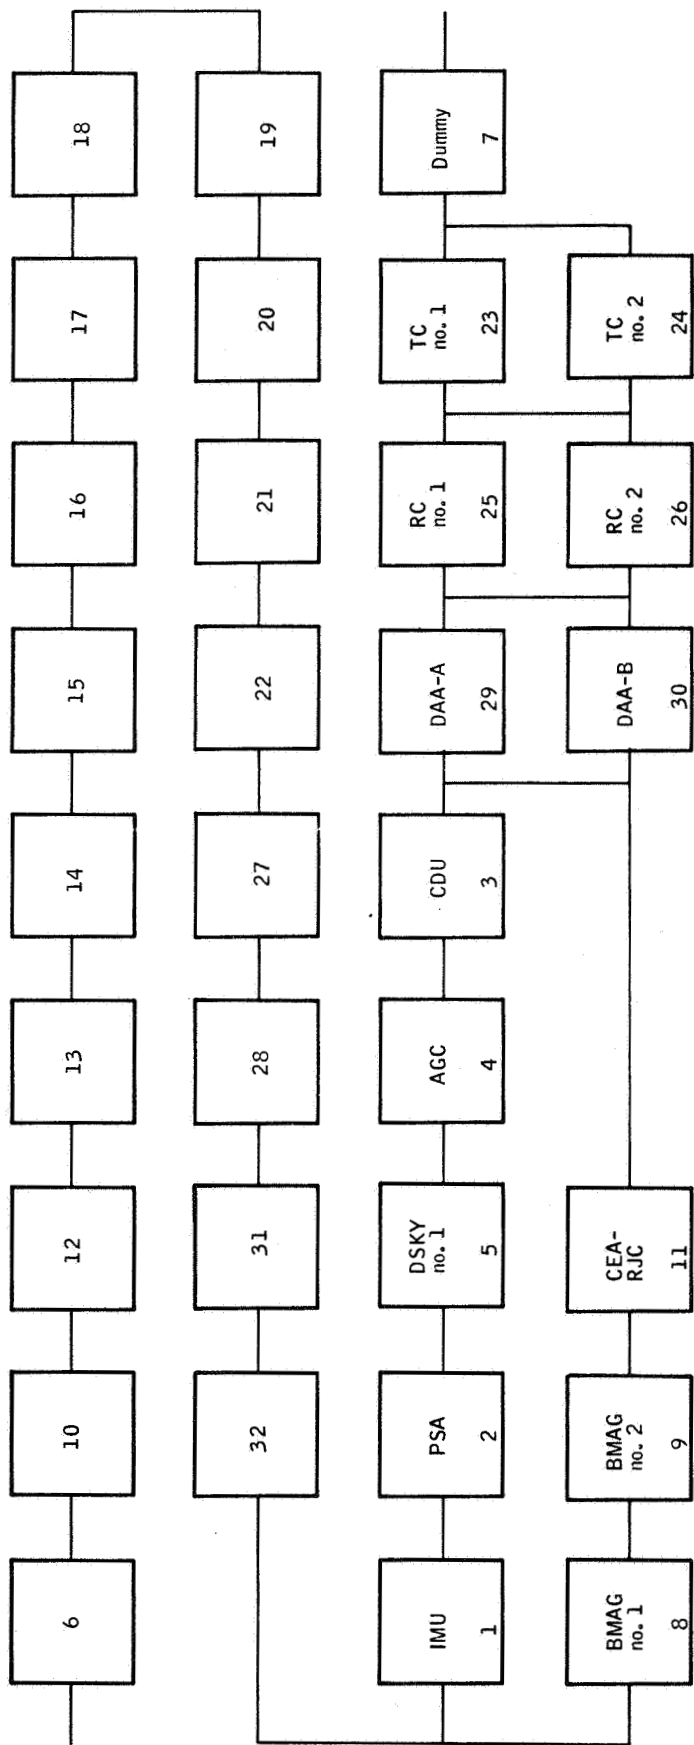 6
10
12
13
14
15
16
17
18
32
31
28
27
22
21
20
19
IMU
1
PSA
2
DSKY
no. 1
5
AGC
4
CDU
3
DAA-A
29
RC
no. 1
25
TC
no. 1
23
Dummy
7
BMAG
no. 1
8
BMAG
no. 2
9
CEA-
RJC
11
DAA-B
30
RC
no. 2
26
TC
no. 2
24